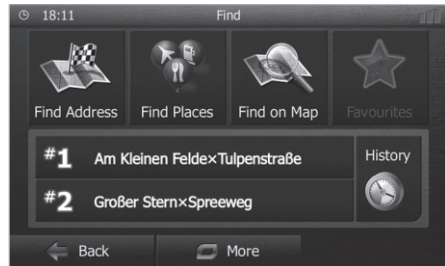 18:11 Find
Find Address Find Places Find on Map Favourites
#1 Am Kleinen Felde×Tulpenstraße History
#2 Großer Stern×Spreeweg
Back More